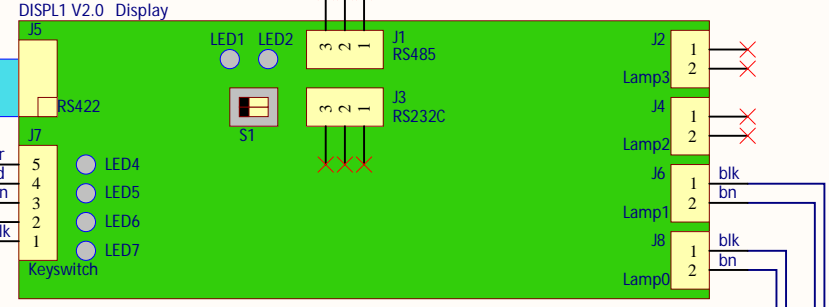 DISPL1 V2.0 Display
J5
LED1 LED2
J1
RS485
3 2 1
J2
1
2
Lamp3
RS422
S1
J3
RS232C
3 2 1
J4
1
2
Lamp2
J7
5
4
3
2
1
Keyswitch
LED4
LED5
LED6
LED7
J6
1
2
Lamp1
blk
bn
J8
1
2
Lamp0
blk
bn